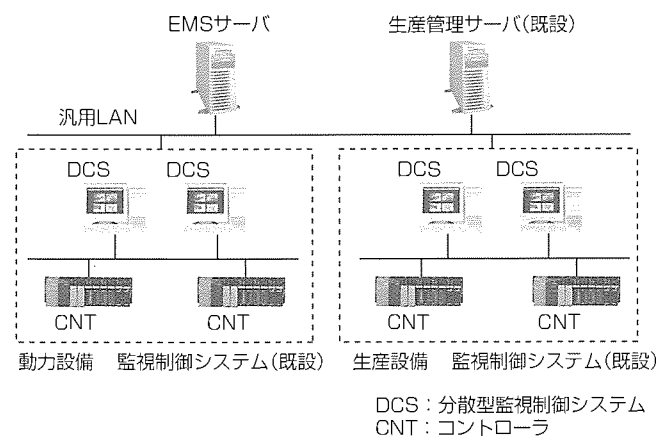 EMSサーバ
生産管理サーバ(既設)
汎用LAN
DCS
DCS
DCS
DCS
CNT
CNT
CNT
CNT
動力設備 監視制御システム(既設)
生産設備 監視制御システム(既設)
DCS：分散型監視制御システム
CNT：コントローラ